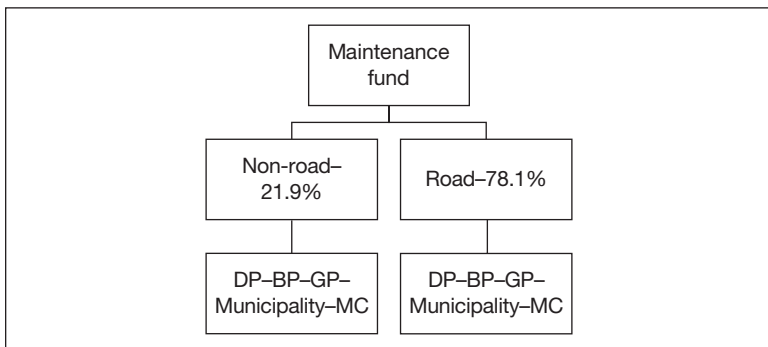 Maintenance
fund
Non-road–
21.9%
Road–78.1%
DP–BP–GP–
Municipality–MC
DP–BP–GP–
Municipality–MC